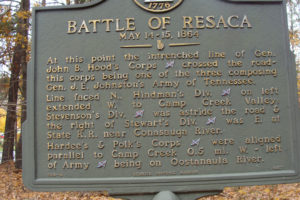 1776
BATTLE OF RESACA
MAY 14-15, 1864
At this point the intrenched line of Gen.
John B. Hood's Corps crossed the road-
his corps being one of the three composing
Gen. J. E. Johnston's Army of Tennessee.
Line faced N. Hindman's Div. on left
extended W. to Camp Creek Valley.
Stevenson's Div. was astride the road &
the right of Stewart's Div. was E. at
State R.R. near Conasauga River.
Hardee's & Polk's Corps were aligned
parallel to Camp Creek 0.5 mi. W. - left
of Army being on Oostanaula River.